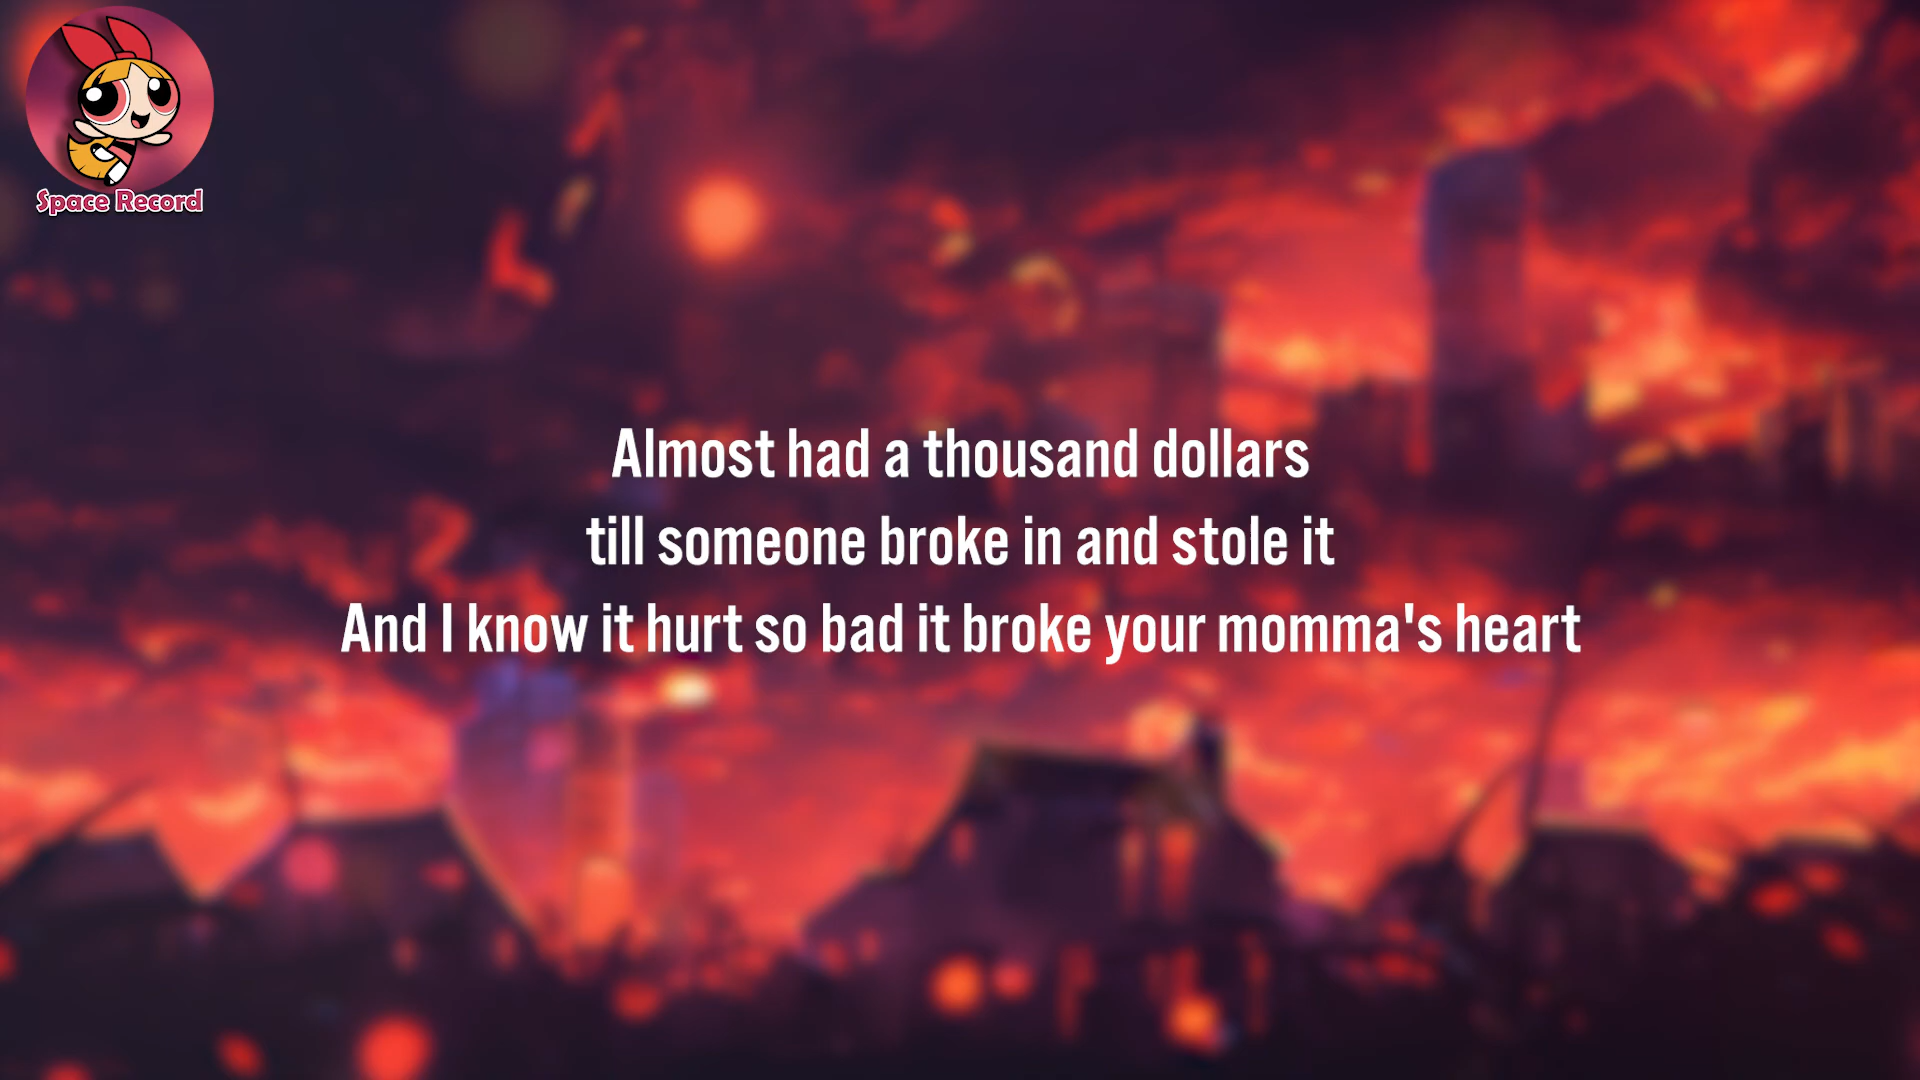 Space Record
Almost had a thousand dollars
till someone broke in and stole it
And I know it hurt so bad it broke your momma's heart